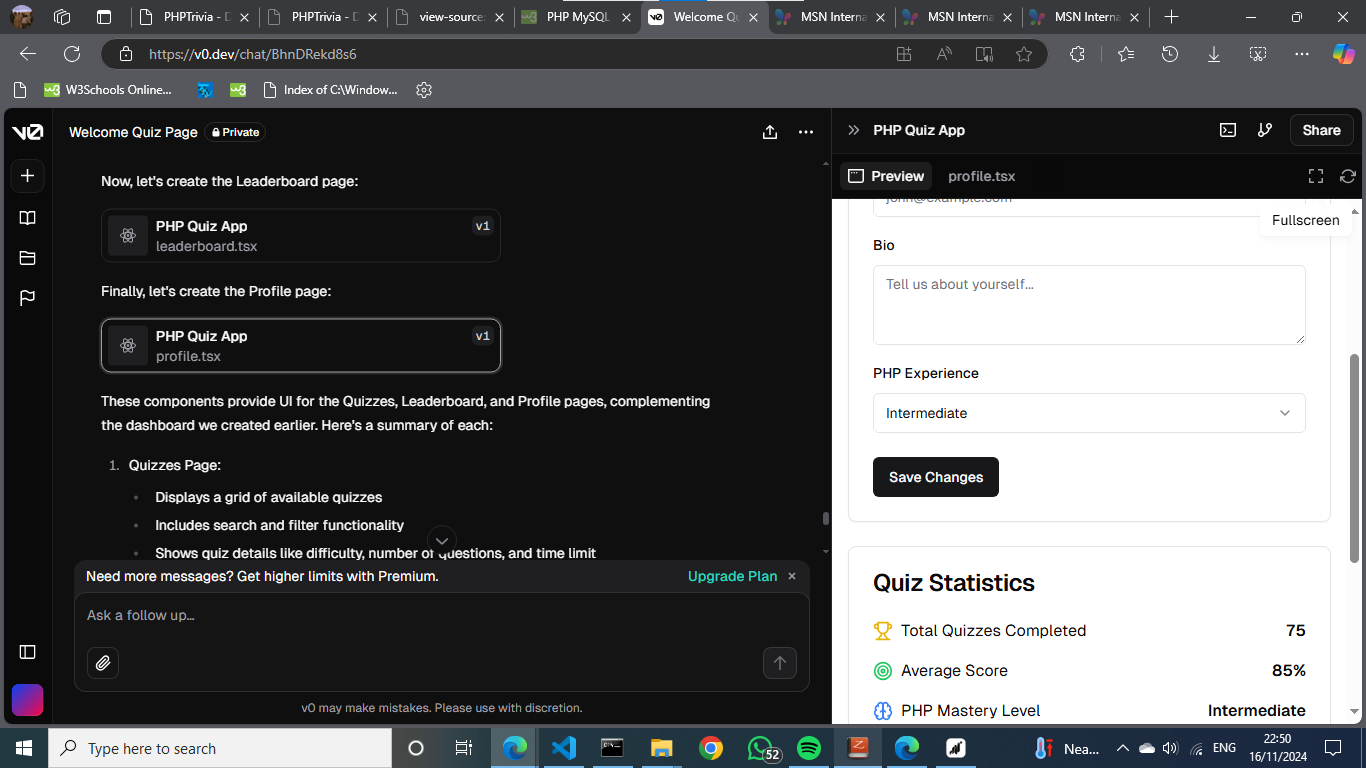 PHPTrivia - D
PHPTrivia - D
view-source:
PHP MySQL
Welcome Qu
MSN Interna
MSN Interna
MSN Interna
https://v0.dev/chat/BhnDRekd8s6
W3Schools Online...
Index of C:\Window...
Welcome Quiz Page
Private
PHP Quiz App
Share
Preview
profile.tsx
Now, let's create the Leaderboard page:
PHP Quiz App
v1
leaderboard.tsx
Finally, let's create the Profile page:
PHP Quiz App
v1
profile.tsx
These components provide UI for the Quizzes, Leaderboard, and Profile pages, complementing
the dashboard we created earlier. Here's a summary of each:
1. Quizzes Page:
Displays a grid of available quizzes
Includes search and filter functionality
Shows quiz details like difficulty, number of questions, and time limit
Need more messages? Get higher limits with Premium.
Upgrade Plan
Ask a follow up...
v0 may make mistakes. Please use with discretion.
john@example.com
Fullscreen
Bio
Tell us about yourself...
PHP Experience
Intermediate
Save Changes
Quiz Statistics
Total Quizzes Completed
75
Average Score
85%
PHP Mastery Level
Intermediate
Type here to search
52
Nea...
ENG
22:50
16/11/2024